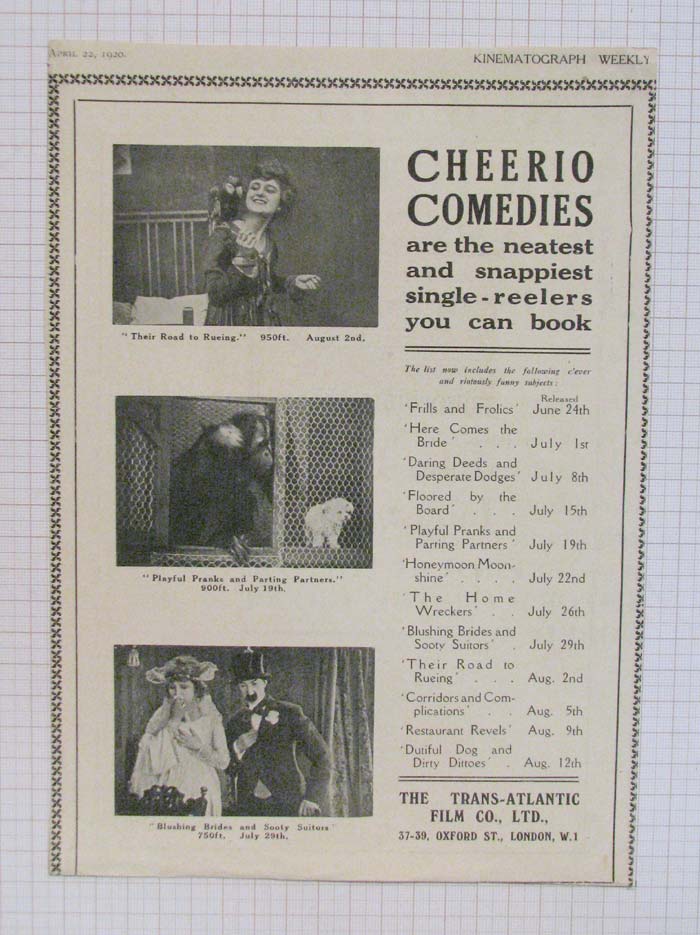 APRIL 22, 1920.
KINEMATOGRAPH WEEKLY
"Their Road to Rueing." 950ft. August 2nd.
"Playful Pranks and Parting Partners."
900ft. July 19th.
"Blushing Brides and Sooty Suitors"
750ft. July 29th.
CHEERIO
COMEDIES
are the neatest
and snappiest
single-reelers
you can book
The list now includes the following clever
and riotously funny subjects:
Released
'Frills and Frolics' June 24th
'Here Comes the
Bride' . . . July 1st
'Daring Deeds and
Desperate Dodges' July 8th
'Floored by the
Board' . . . July 15th
'Playful Pranks and
Parting Partners' July 19th
'Honeymoon Moon-
shine' . . . . July 22nd
'The Home
Wreckers' . . July 26th
'Blushing Brides and
Sooty Suitors' . July 29th
'Their Road to
Rueing' . . . Aug. 2nd
'Corridors and Com-
plications' . . Aug. 5th
'Restaurant Revels' Aug. 9th
'Dutiful Dog and
Dirty Dittoes' . Aug. 12th
THE TRANS-ATLANTIC
FILM CO., LTD.,
37-39, OXFORD ST., LONDON, W.1